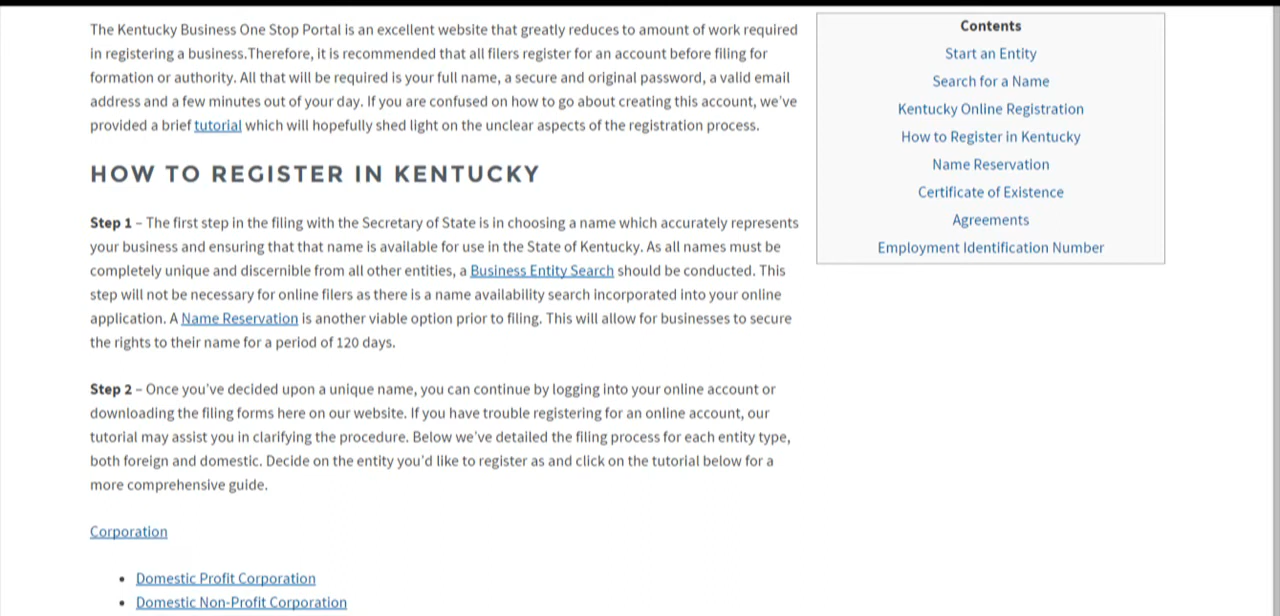 The Kentucky Business One Stop Portal is an excellent website that greatly reduces to amount of work required
in registering a business.Therefore, it is recommended that all filers register for an account before filing for
formation or authority. All that will be required is your full name, a secure and original password, a valid email
address and a few minutes out of your day. If you are confused on how to go about creating this account, we've
provided a brief tutorial which will hopefully shed light on the unclear aspects of the registration process.
HOW TO REGISTER IN KENTUCKY
Step 1 – The first step in the filing with the Secretary of State is in choosing a name which accurately represents
your business and ensuring that that name is available for use in the State of Kentucky. As all names must be
completely unique and discernible from all other entities, a Business Entity Search should be conducted. This
step will not be necessary for online filers as there is a name availability search incorporated into your online
application. A Name Reservation is another viable option prior to filing. This will allow for businesses to secure
the rights to their name for a period of 120 days.
Step 2 – Once you've decided upon a unique name, you can continue by logging into your online account or
downloading the filing forms here on our website. If you have trouble registering for an online account, our
tutorial may assist you in clarifying the procedure. Below we've detailed the filing process for each entity type,
both foreign and domestic. Decide on the entity you'd like to register as and click on the tutorial below for a
more comprehensive guide.
Corporation
• Domestic Profit Corporation
• Domestic Non-Profit Corporation
Contents
Start an Entity
Search for a Name
Kentucky Online Registration
How to Register in Kentucky
Name Reservation
Certificate of Existence
Agreements
Employment Identification Number